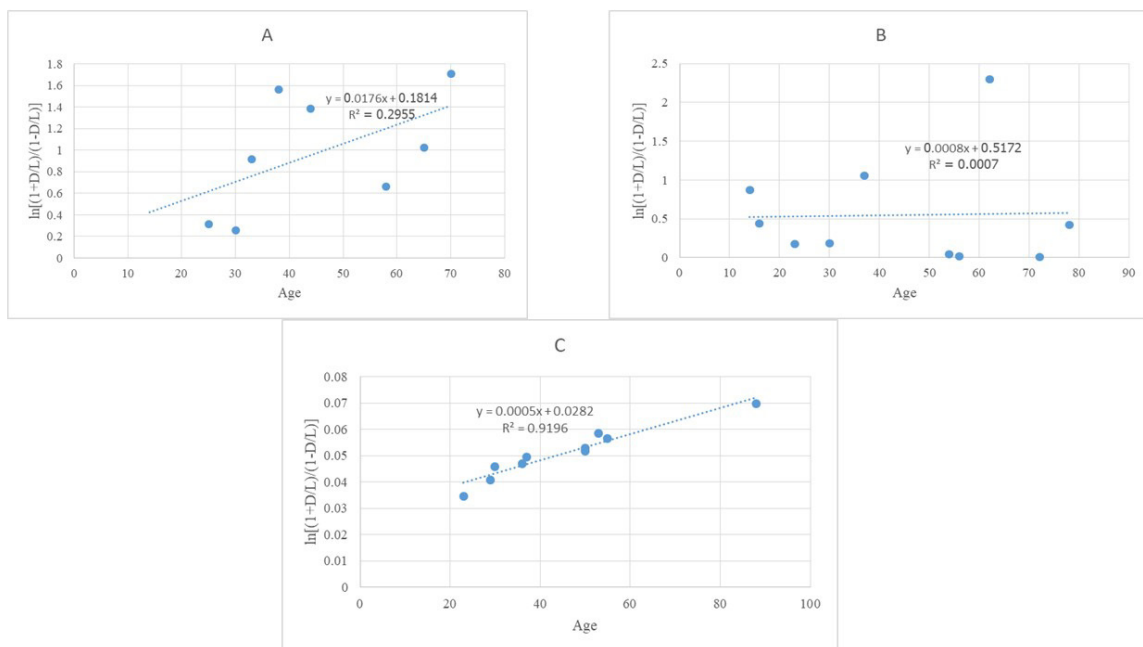 A
ln[(1+D/L)/(1-D/L)]
1.8
1.6
1.4
1.2
1
0.8
0.6
0.4
0.2
0
y = 0.0176x + 0.1814
R² = 0.2955
0 10 20 30 40 50 60 70 80
Age
B
ln[(1+D/L)/(1-D/L)]
2.5
2
1.5
1
0.5
0
y = 0.0008x + 0.5172
R² = 0.0007
0 10 20 30 40 50 60 70 80 90
Age
C
ln[(1+D/L)/(1-D/L)]
0.08
0.07
0.06
0.05
0.04
0.03
0.02
0.01
0
y = 0.0005x + 0.0282
R² = 0.9196
0 20 40 60 80 100
Age